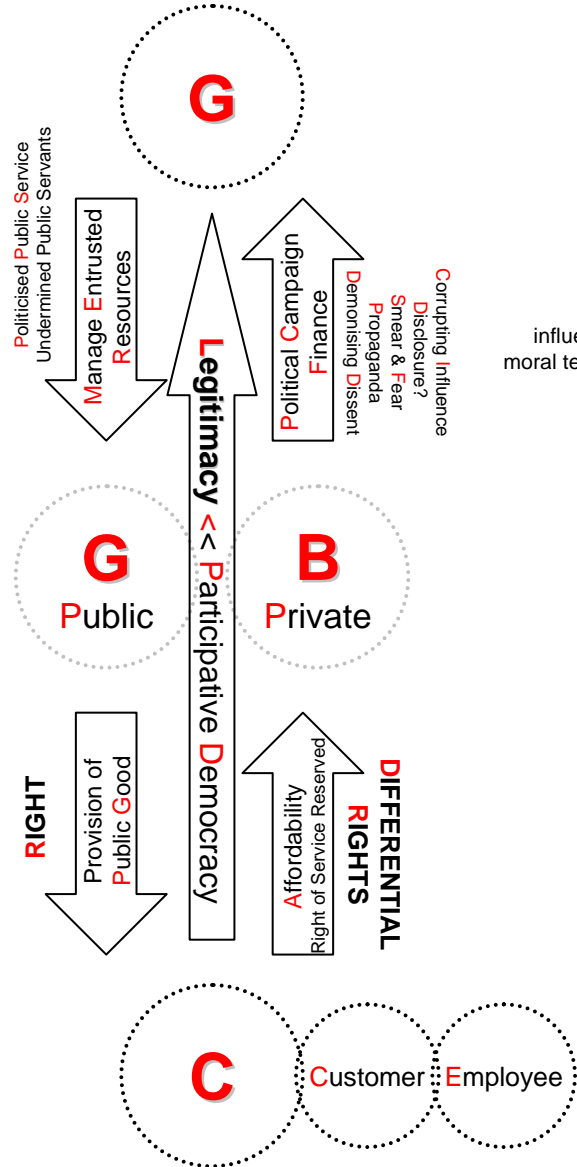 G
Politicised Public Service
Undermined Public Servants
Manage Entrusted
Resources
Legitimacy << Participative Democracy
Political Campaign
Finance
Corrupting Influence
Disclosure?
Smear & Fear
Propaganda
Demonising Dissent
G
Public
B
Private
RIGHT
Provision of
Public Good
Affordability
Right of Service Reserved
DIFFERENTIAL
RIGHTS
C
Customer
Employee